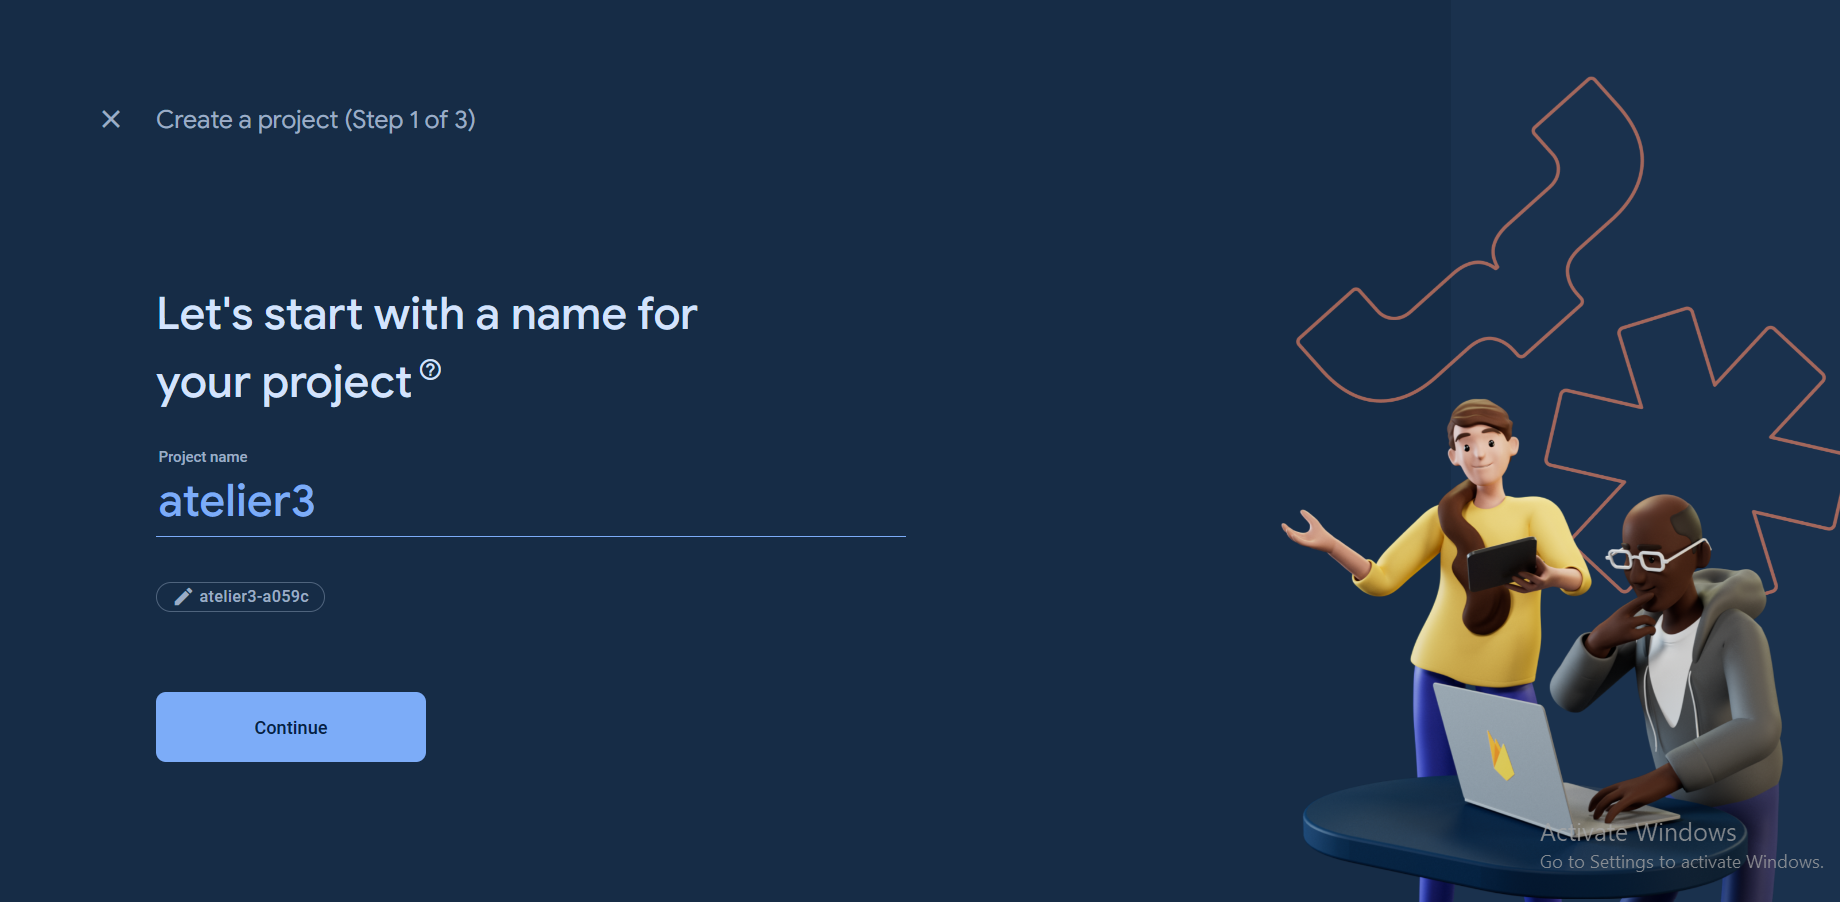 Create a project (Step 1 of 3)
Let's start with a name for
your project
Project name
atelier3
atelier3-a059c
Continue
Activate Windows
Go to Settings to activate Windows.